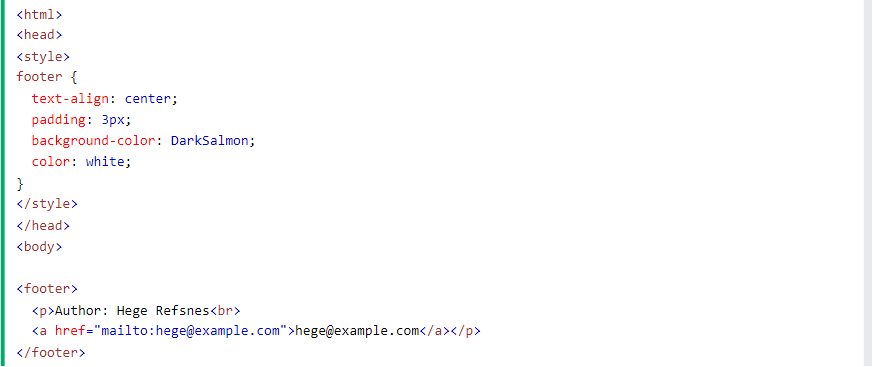 <html>
<head>
<style>
footer {
  text-align: center;
  padding: 3px;
  background-color: DarkSalmon;
  color: white;
}
</style>
</head>
<body>

<footer>
  <p>Author: Hege Refsnes<br>
  <a href="mailto:hege@example.com">hege@example.com</a></p>
</footer>